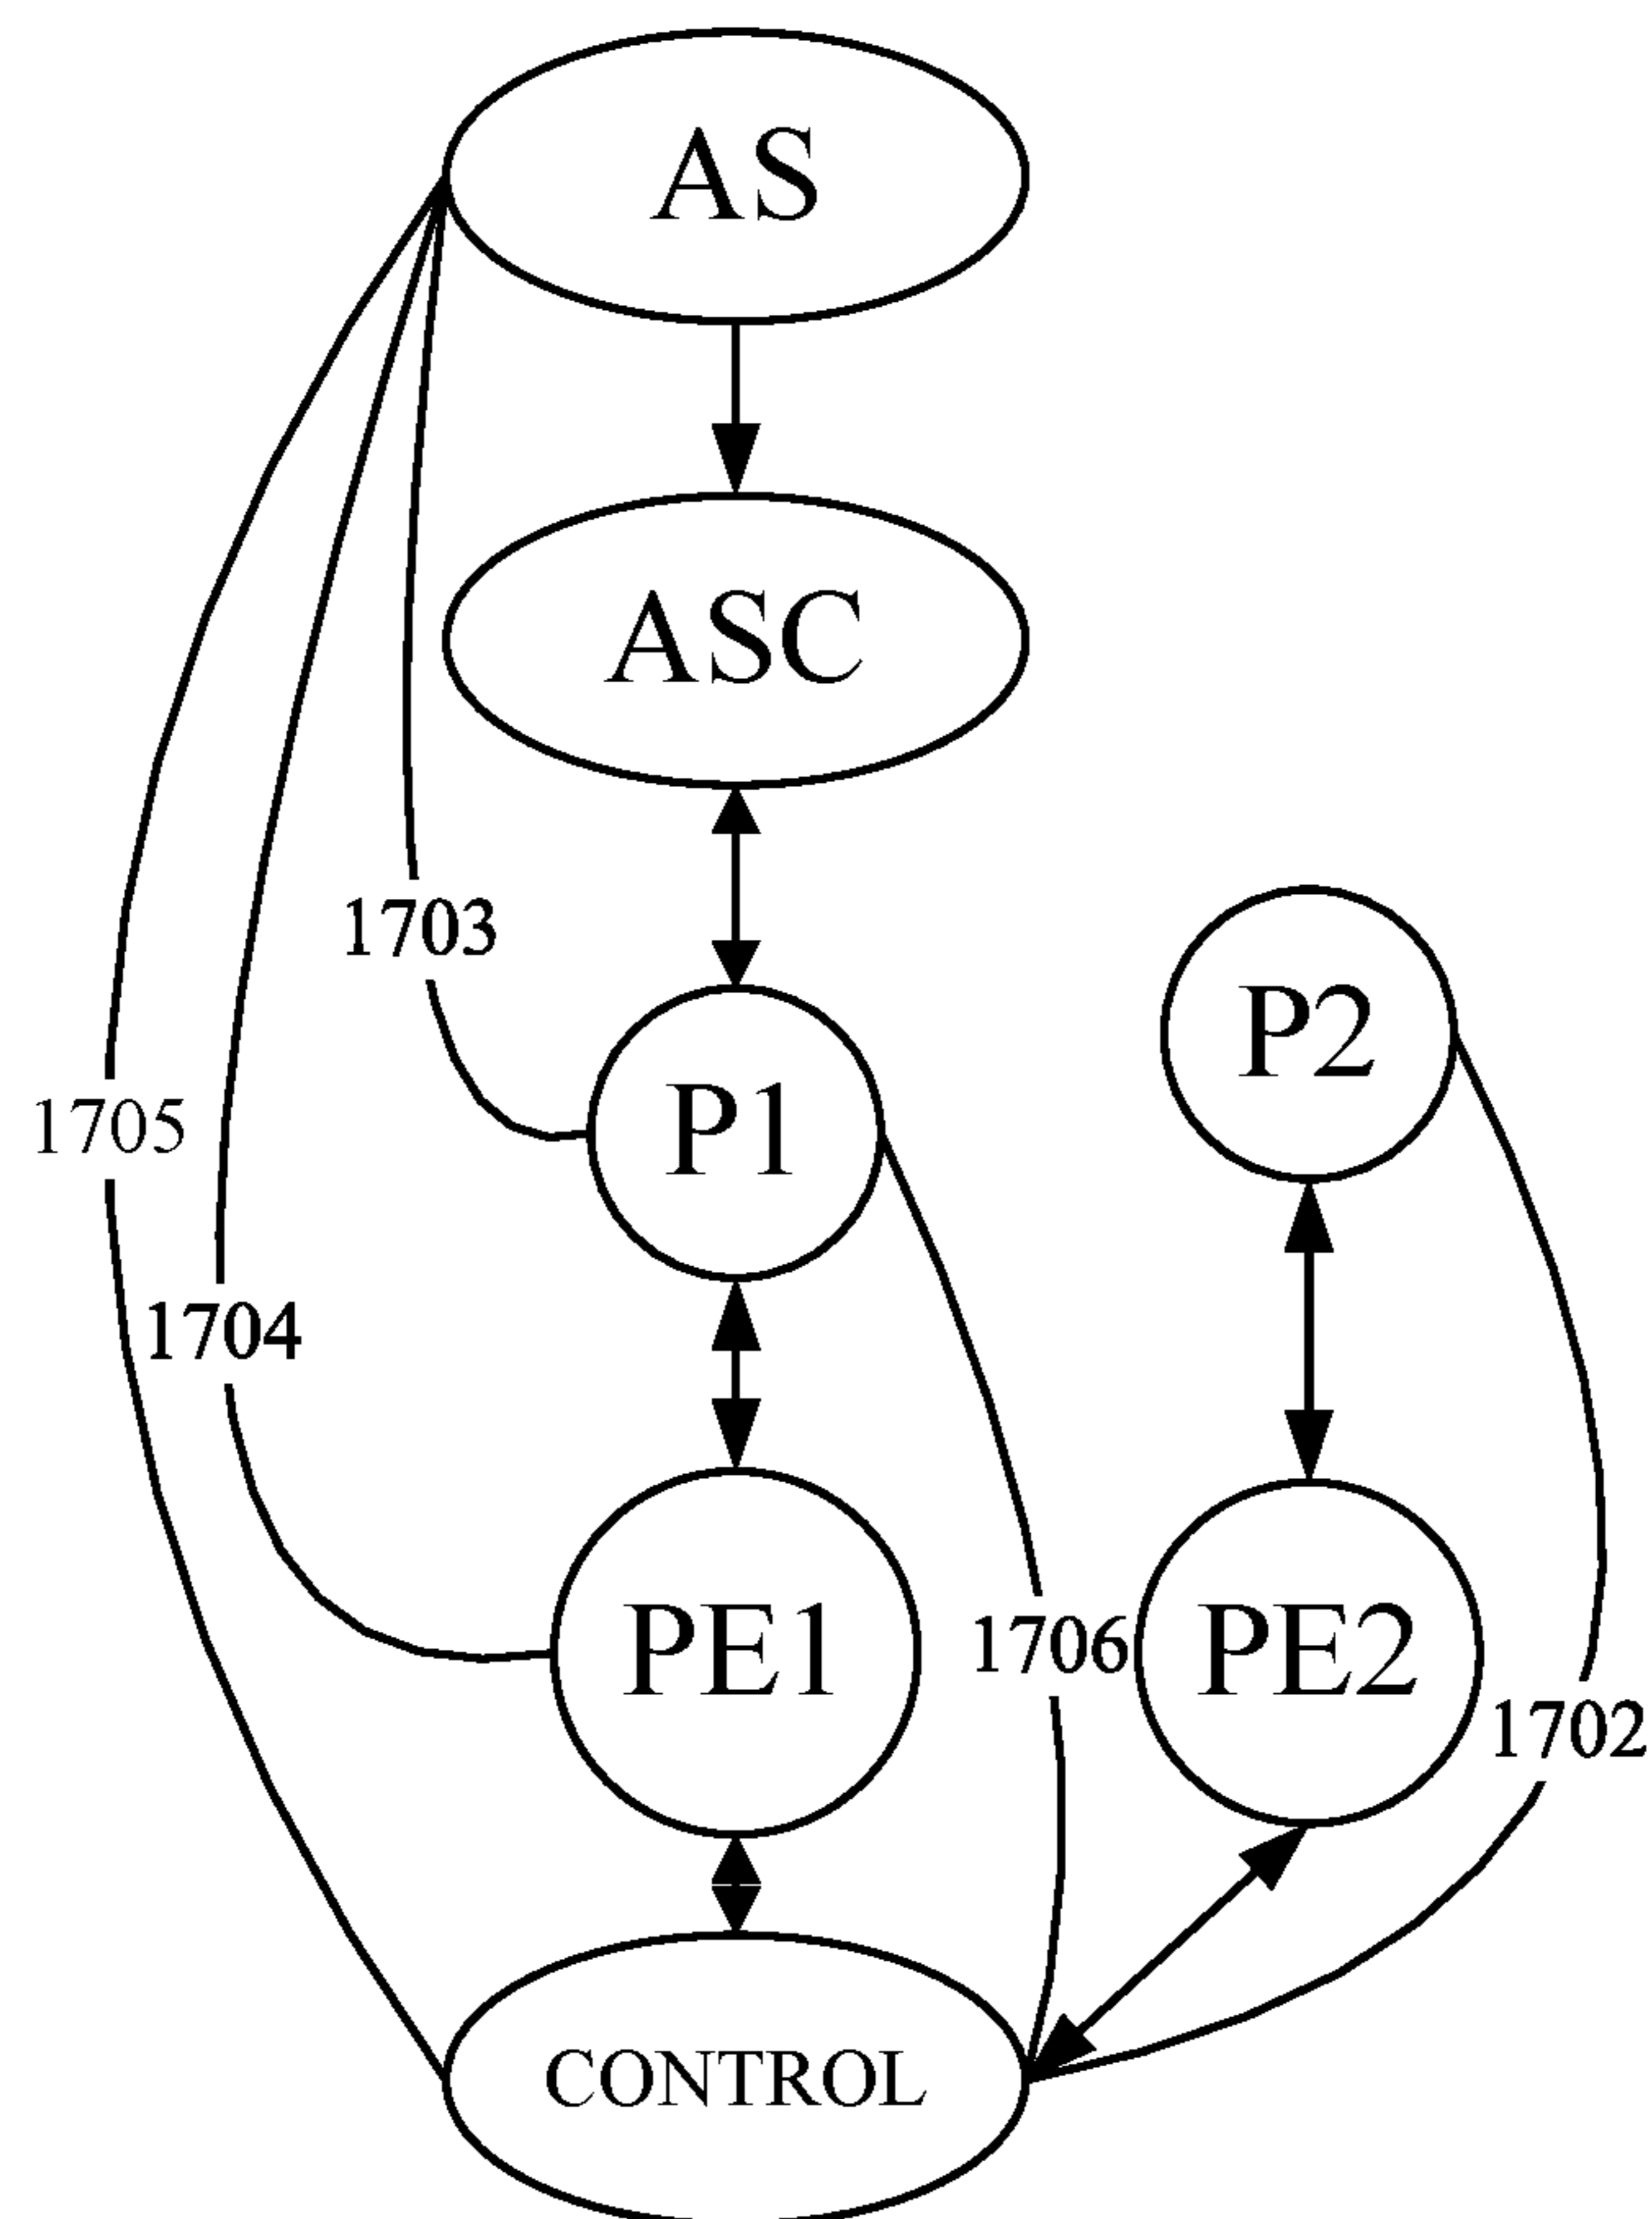 AS
ASC
1703
P2
P1
1705
1704
1706
PE1
PE2
1702
CONTROL